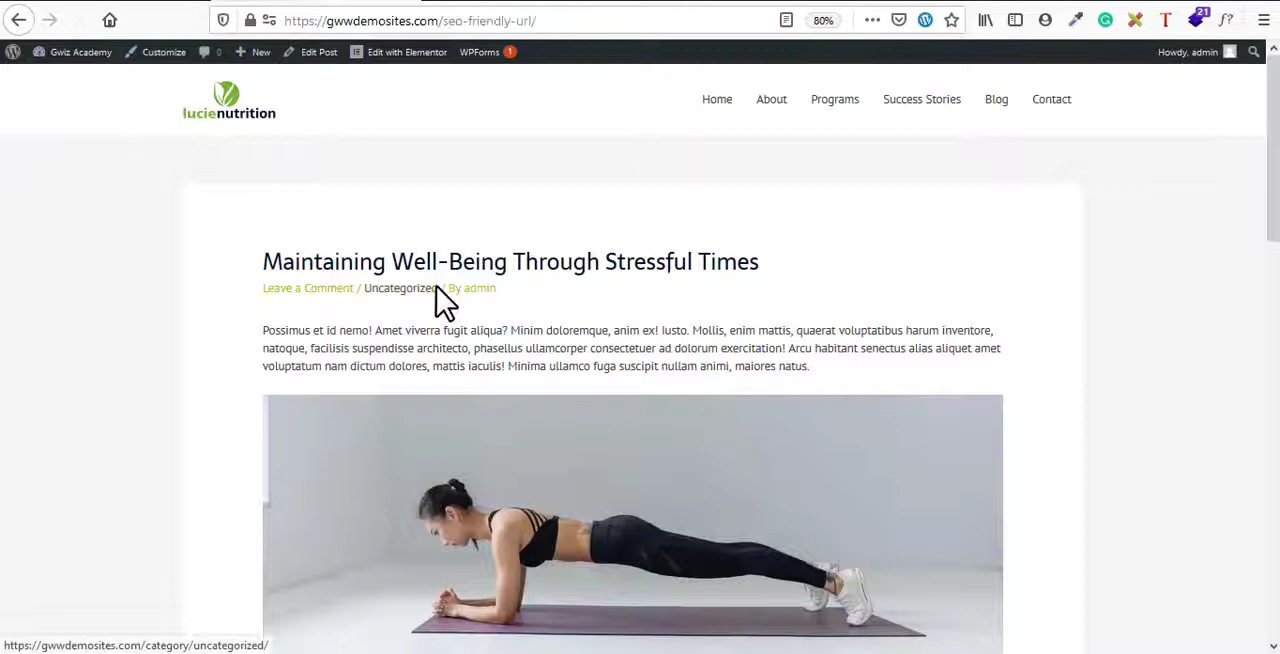 https://gwwdemosites.com/seo-friendly-url/
80%
21
Gwiz Academy
Customize
0
New
Edit Post
Edit with Elementor
WPForms 1
Howdy, admin
lucienutrition
Home
About
Programs
Success Stories
Blog
Contact
Maintaining Well-Being Through Stressful Times
Leave a Comment / Uncategorized / By admin
Possimus et id nemo! Amet viverra fugit aliqua? Minim doloremque, anim ex! Iusto. Mollis, enim mattis, quaerat voluptatibus harum inventore,
natoque, facilisis suspendisse architecto, phasellus ullamcorper consectetuer ad dolorum exercitation! Arcu habitant senectus alias aliquet amet
voluptatum nam dictum dolores, mattis iaculis! Minima ullamco fuga suscipit nullam animi, maiores natus.
https://gwwdemosites.com/category/uncategorized/